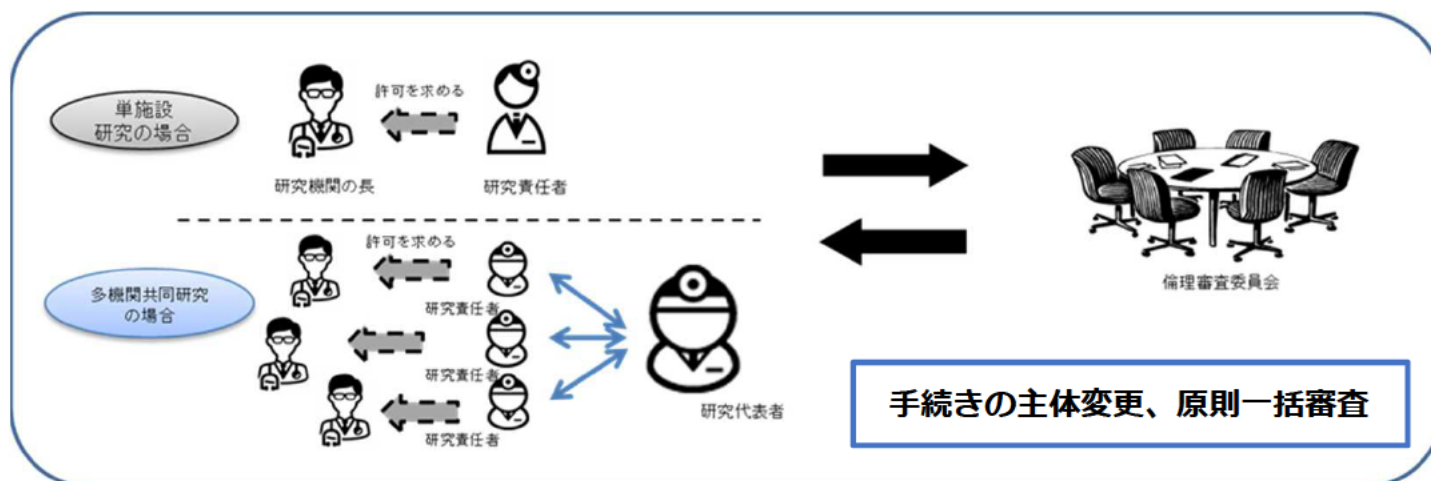 単施設
研究の場合
許可を求める
研究機関の長
研究責任者
多機関共同研究
の場合
許可を求める
研究責任者
研究責任者
研究責任者
研究代表者
倫理審査委員会
手続きの主体変更、原則一括審査